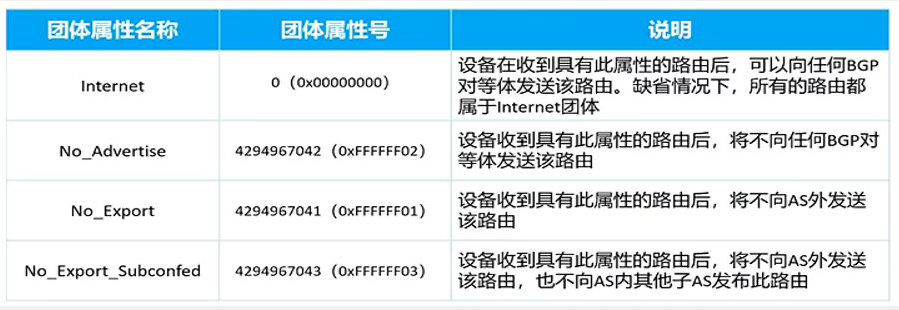 团体属性名称 团体属性号 说明
Internet 0（0x00000000） 设备在收到具有此属性的路由后，可以向任何BGP
对等体发送该路由。缺省情况下，所有的路由都
属于Internet团体
No_Advertise 4294967042（0xFFFFFF02） 设备收到具有此属性的路由后，将不向任何BGP对
等体发送该路由
No_Export 4294967041（0xFFFFFF01） 设备收到具有此属性的路由后，将不向AS外发送
该路由
No_Export_Subconfed 4294967043（0xFFFFFF03） 设备收到具有此属性的路由后，将不向AS外发送
该路由，也不向AS内其他子AS发布此路由